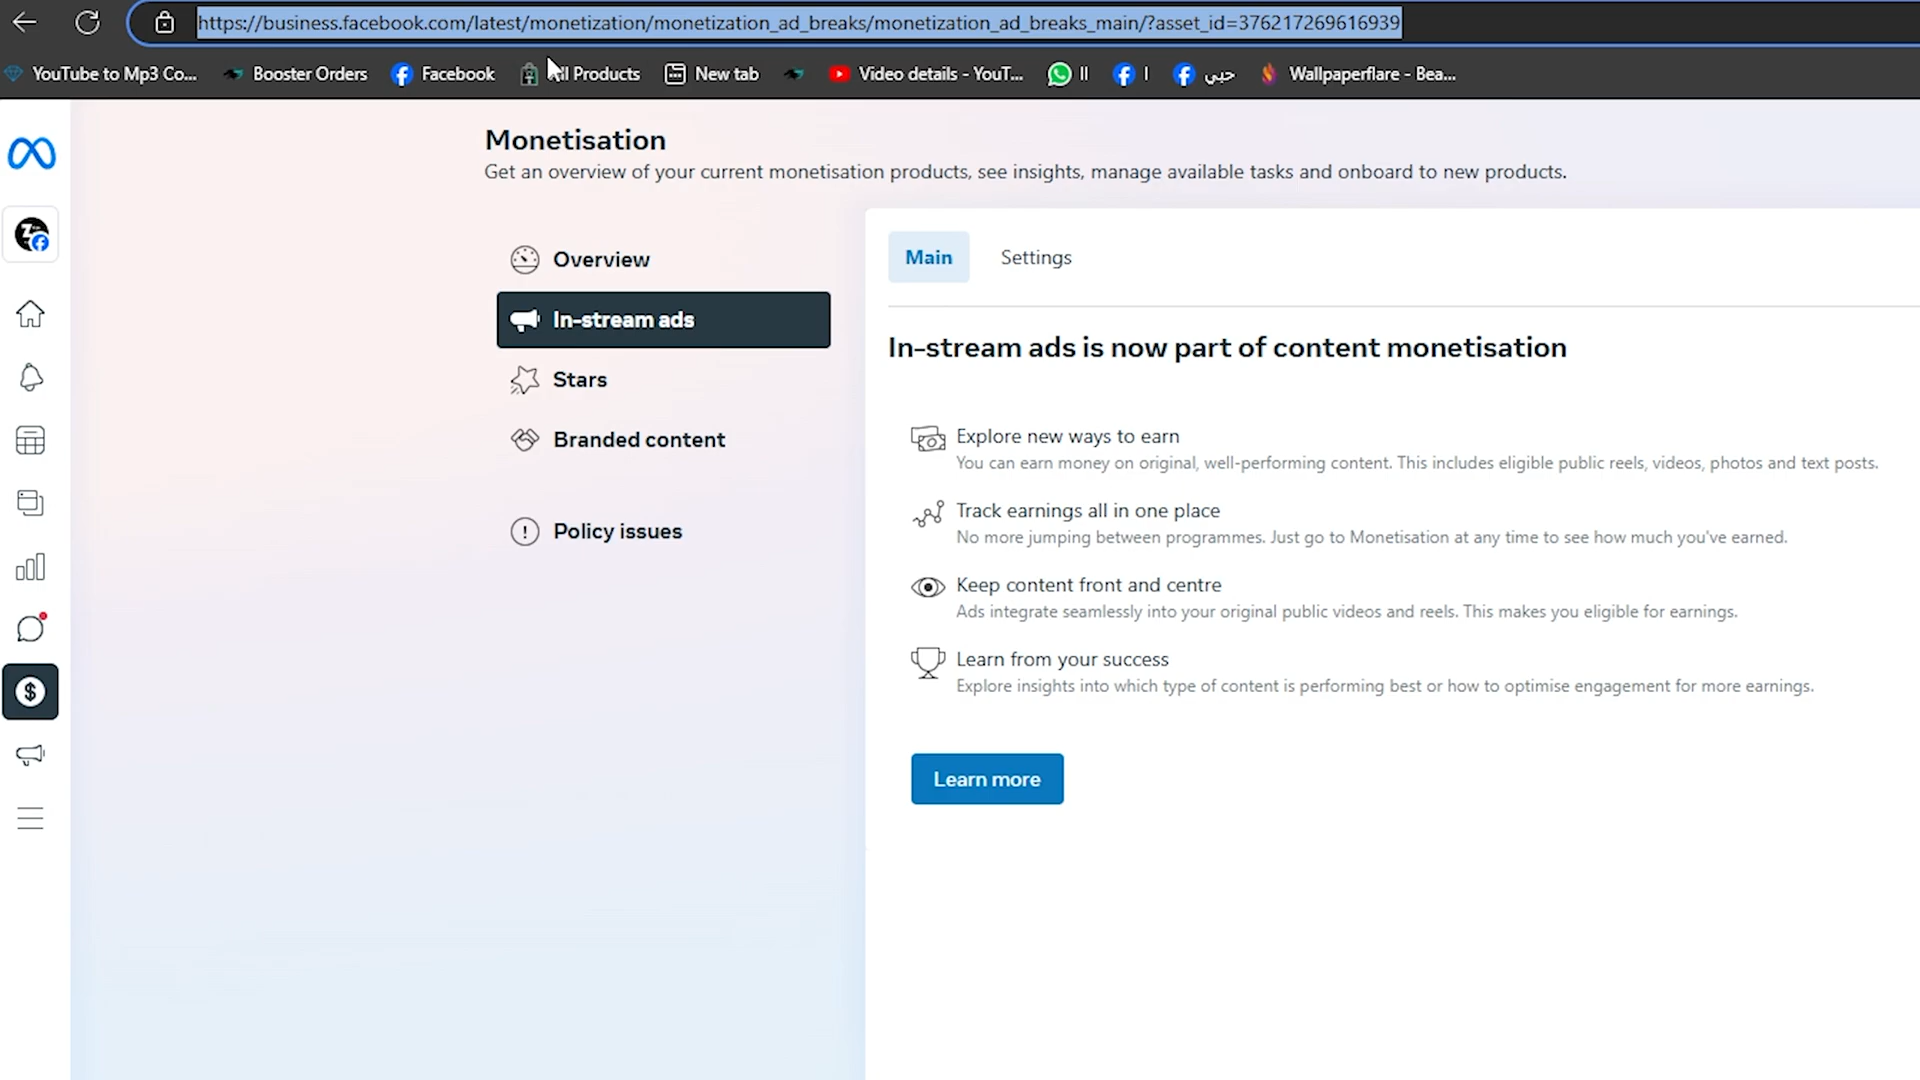 https://business.facebook.com/latest/monetization/monetization_ad_breaks/monetization_ad_breaks_main/?asset_id=376217269616939
YouTube to Mp3 Co... Booster Orders Facebook Products New tab Video details - YouT... II I حبي Wallpaperflare - Bea...
Monetisation
Get an overview of your current monetisation products, see insights, manage available tasks and onboard to new products.
Overview
In-stream ads
Stars
Branded content
Policy issues
Main Settings
In-stream ads is now part of content monetisation
Explore new ways to earn
You can earn money on original, well-performing content. This includes eligible public reels, videos, photos and text posts.
Track earnings all in one place
No more jumping between programmes. Just go to Monetisation at any time to see how much you've earned.
Keep content front and centre
Ads integrate seamlessly into your original public videos and reels. This makes you eligible for earnings.
Learn from your success
Explore insights into which type of content is performing best or how to optimise engagement for more earnings.
Learn more